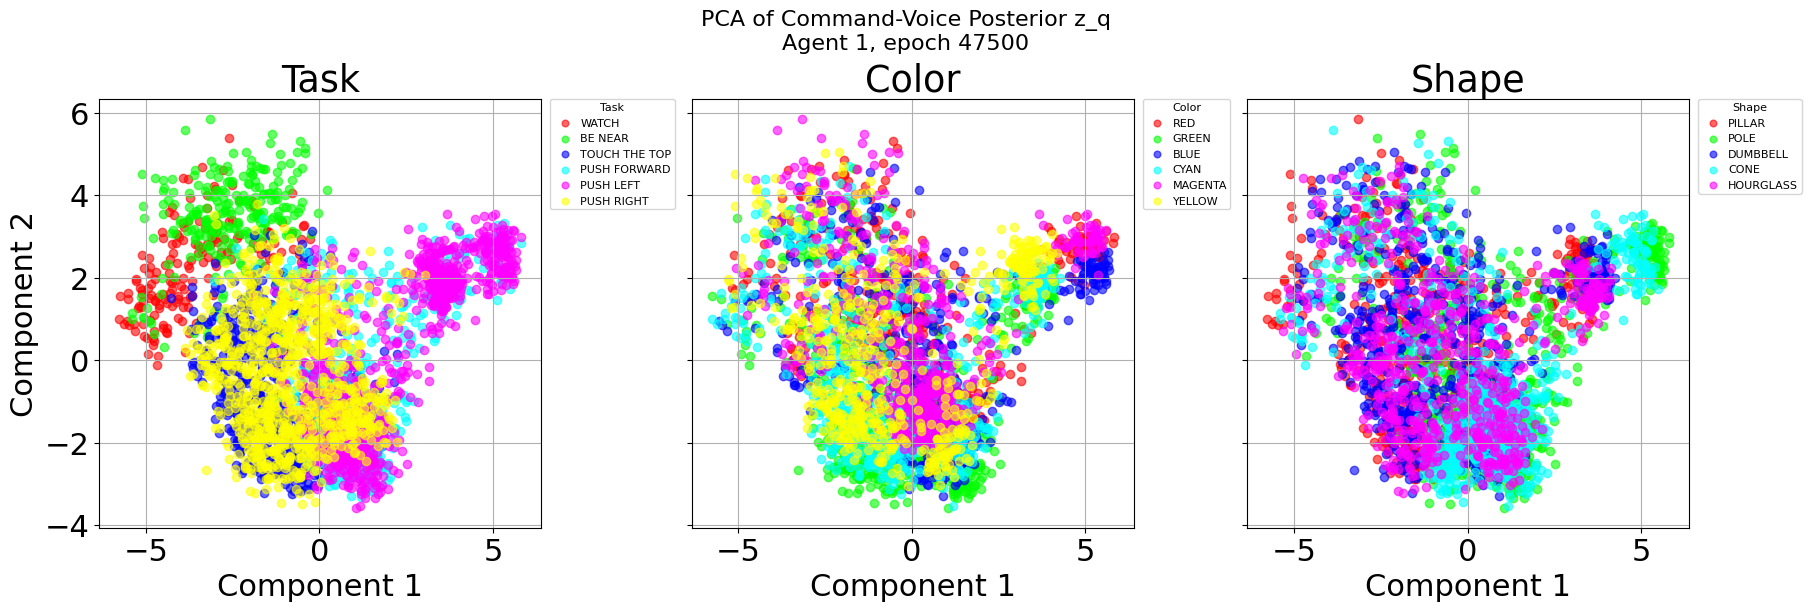 PCA of Command-Voice Posterior z_q
Agent 1, epoch 47500
Task
Color
Shape
Component 2
6
4
2
0
−2
−4
−5
0
5
Component 1
Task
WATCH
BE NEAR
TOUCH THE TOP
PUSH FORWARD
PUSH LEFT
PUSH RIGHT
−5
0
5
Component 1
Color
RED
GREEN
BLUE
CYAN
MAGENTA
YELLOW
−5
0
5
Component 1
Shape
PILLAR
POLE
DUMBBELL
CONE
HOURGLASS